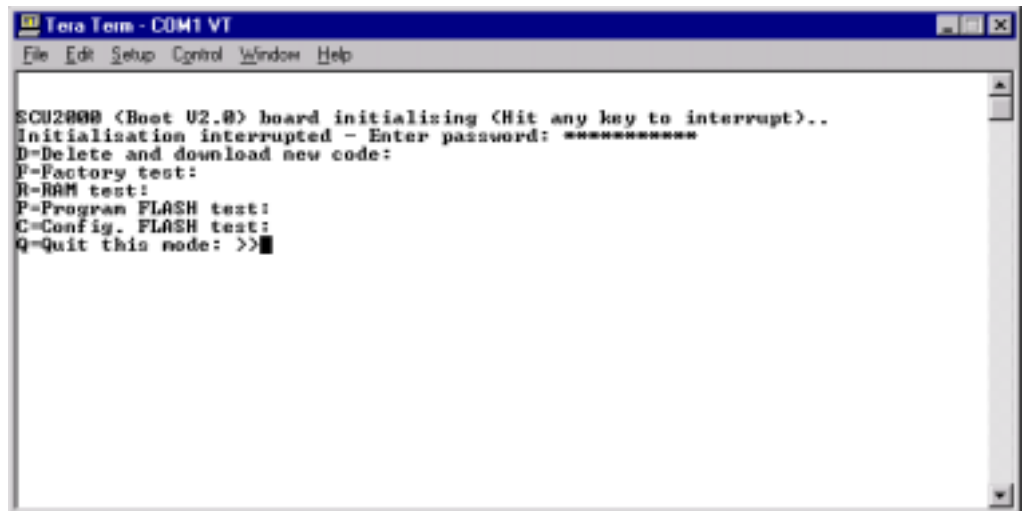 Tera Term - COM1 VT
File Edit Setup Control Window Help
SCU2000 (Boot V2.0) board initialising (Hit any key to interrupt)..
Initialisation interrupted - Enter password: ***********
D=Delete and download new code:
F=Factory test:
R=RAM test:
P=Program FLASH test:
C=Config. FLASH test:
Q=Quit this mode: >>